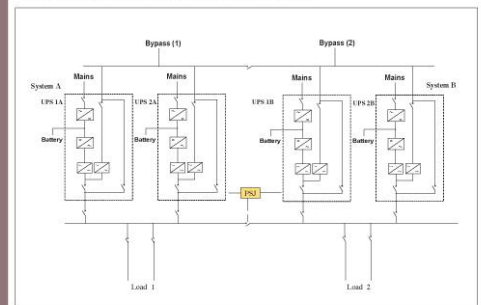 Bypass (1)
Bypass (2)
System A
Mains
Mains
Mains
Mains
System B
UPS 1A
UPS 2A
UPS 1B
UPS 2B
Battery
Battery
Battery
Battery
PSJ
Load 1
Load 2